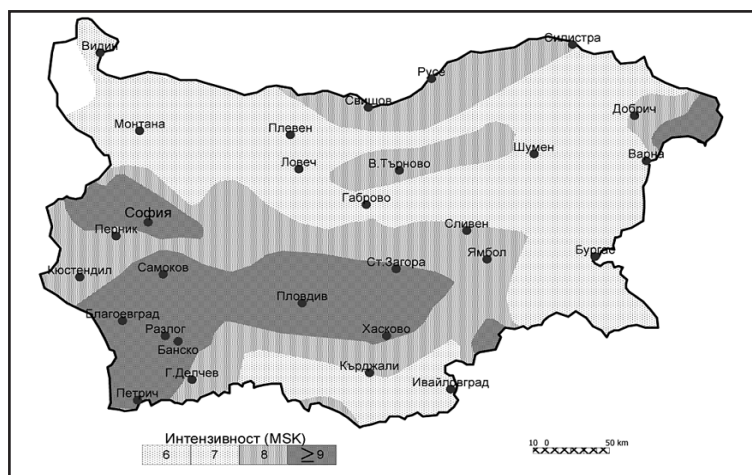 Видин
Силистра
Русе
Свищов
Добрич
Монтана
Плевен
Шумен
Варна
Ловеч
В.Търново
Габрово
София
Перник
Сливен
Ямбол
Бургас
Кюстендил
Самоков
Ст.Загора
Пловдив
Благоевград
Разлог
Банско
Хасково
Г.Делчев
Кърджали
Петрич
Ивайловград
Интензивност (MSK)
6 7 8 ≥9
10 0 50 км